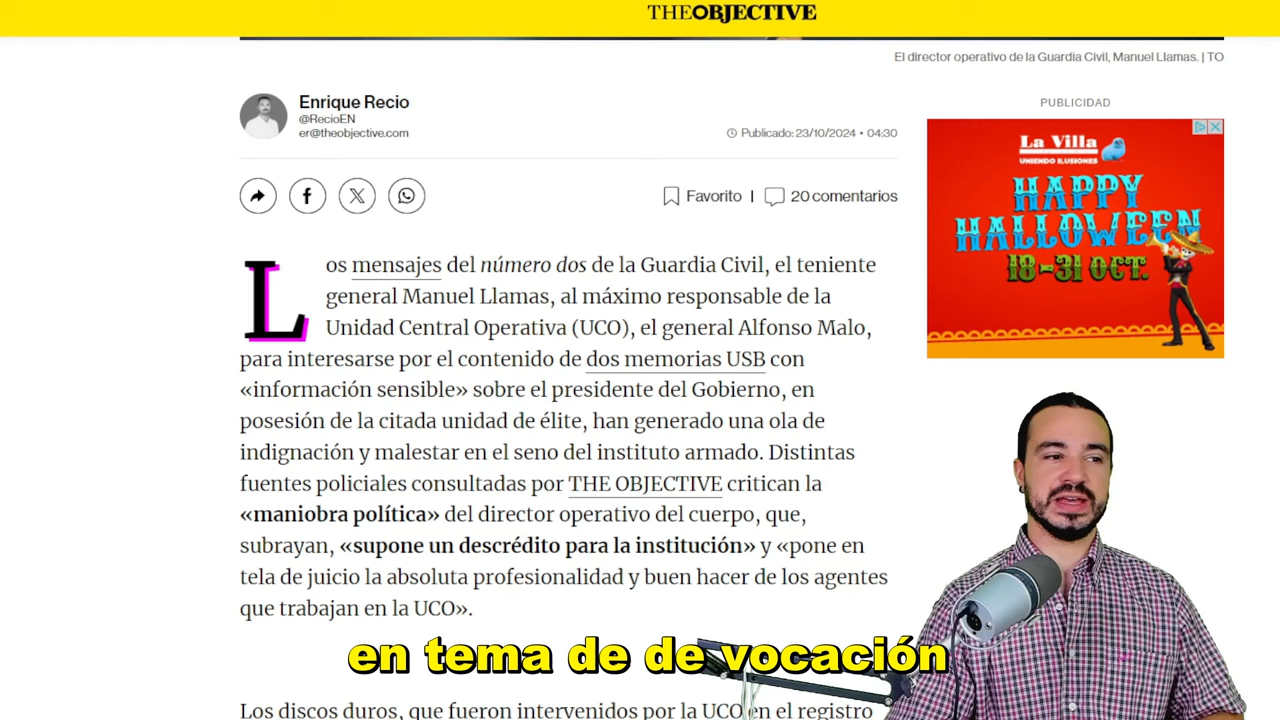 THEOBJECTIVE
El director operativo de la Guardia Civil, Manuel Llamas. | TO
Enrique Recio
@RecioEN
er@theobjective.com
Publicado: 23/10/2024 • 04:30
PUBLICIDAD
La Villa
UNIENDO ILUSIONES
HAPPY
HALLOWEEN
18-31 OCT.
Favorito | 20 comentarios
Los mensajes del número dos de la Guardia Civil, el teniente
general Manuel Llamas, al máximo responsable de la
Unidad Central Operativa (UCO), el general Alfonso Malo,
para interesarse por el contenido de dos memorias USB con
«información sensible» sobre el presidente del Gobierno, en
posesión de la citada unidad de élite, han generado una ola de
indignación y malestar en el seno del instituto armado. Distintas
fuentes policiales consultadas por THE OBJECTIVE critican la
«maniobra política» del director operativo del cuerpo, que,
subrayan, «supone un descrédito para la institución» y «pone en
tela de juicio la absoluta profesionalidad y buen hacer de los agentes
que trabajan en la UCO».
en tema de de vocación
Los discos duros, que fueron intervenidos por la UCO en el registro